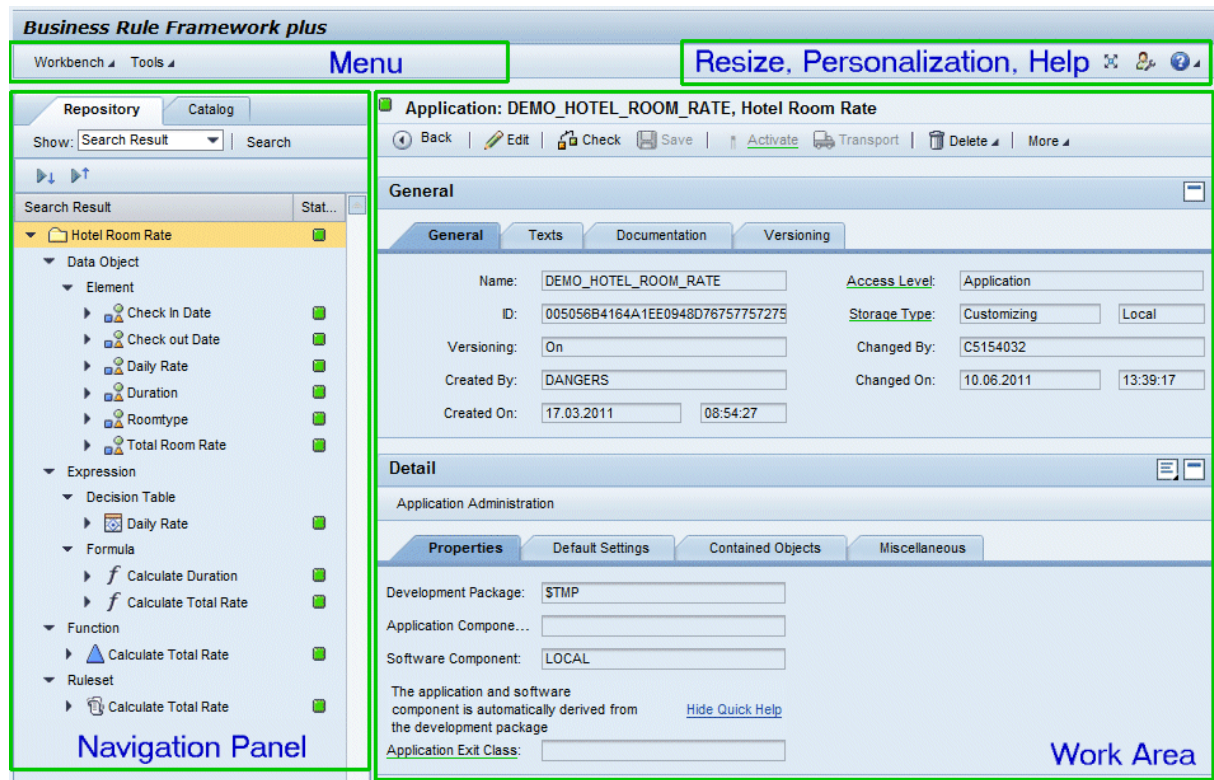 Business Rule Framework plus
Workbench Tools Menu Resize, Personalization, Help
Repository Catalog
Show: Search Result Search
Search Result Stat...
Hotel Room Rate
Data Object
Element
Check In Date
Check out Date
Daily Rate
Duration
Roomtype
Total Room Rate
Expression
Decision Table
Daily Rate
Formula
Calculate Duration
Calculate Total Rate
Function
Calculate Total Rate
Ruleset
Calculate Total Rate
Navigation Panel
Application: DEMO_HOTEL_ROOM_RATE, Hotel Room Rate
Back Edit Check Save Activate Transport Delete More
General
General Texts Documentation Versioning
Name: DEMO_HOTEL_ROOM_RATE Access Level: Application
ID: 005056B4164A1EE0948D76757757275 Storage Type: Customizing Local
Versioning: On Changed By: C5154032
Created By: DANGERS Changed On: 10.06.2011 13:39:17
Created On: 17.03.2011 08:54:27
Detail
Application Administration
Properties Default Settings Contained Objects Miscellaneous
Development Package: $TMP
Application Compone...
Software Component: LOCAL
The application and software
component is automatically derived from Hide Quick Help
the development package
Application Exit Class:
Work Area